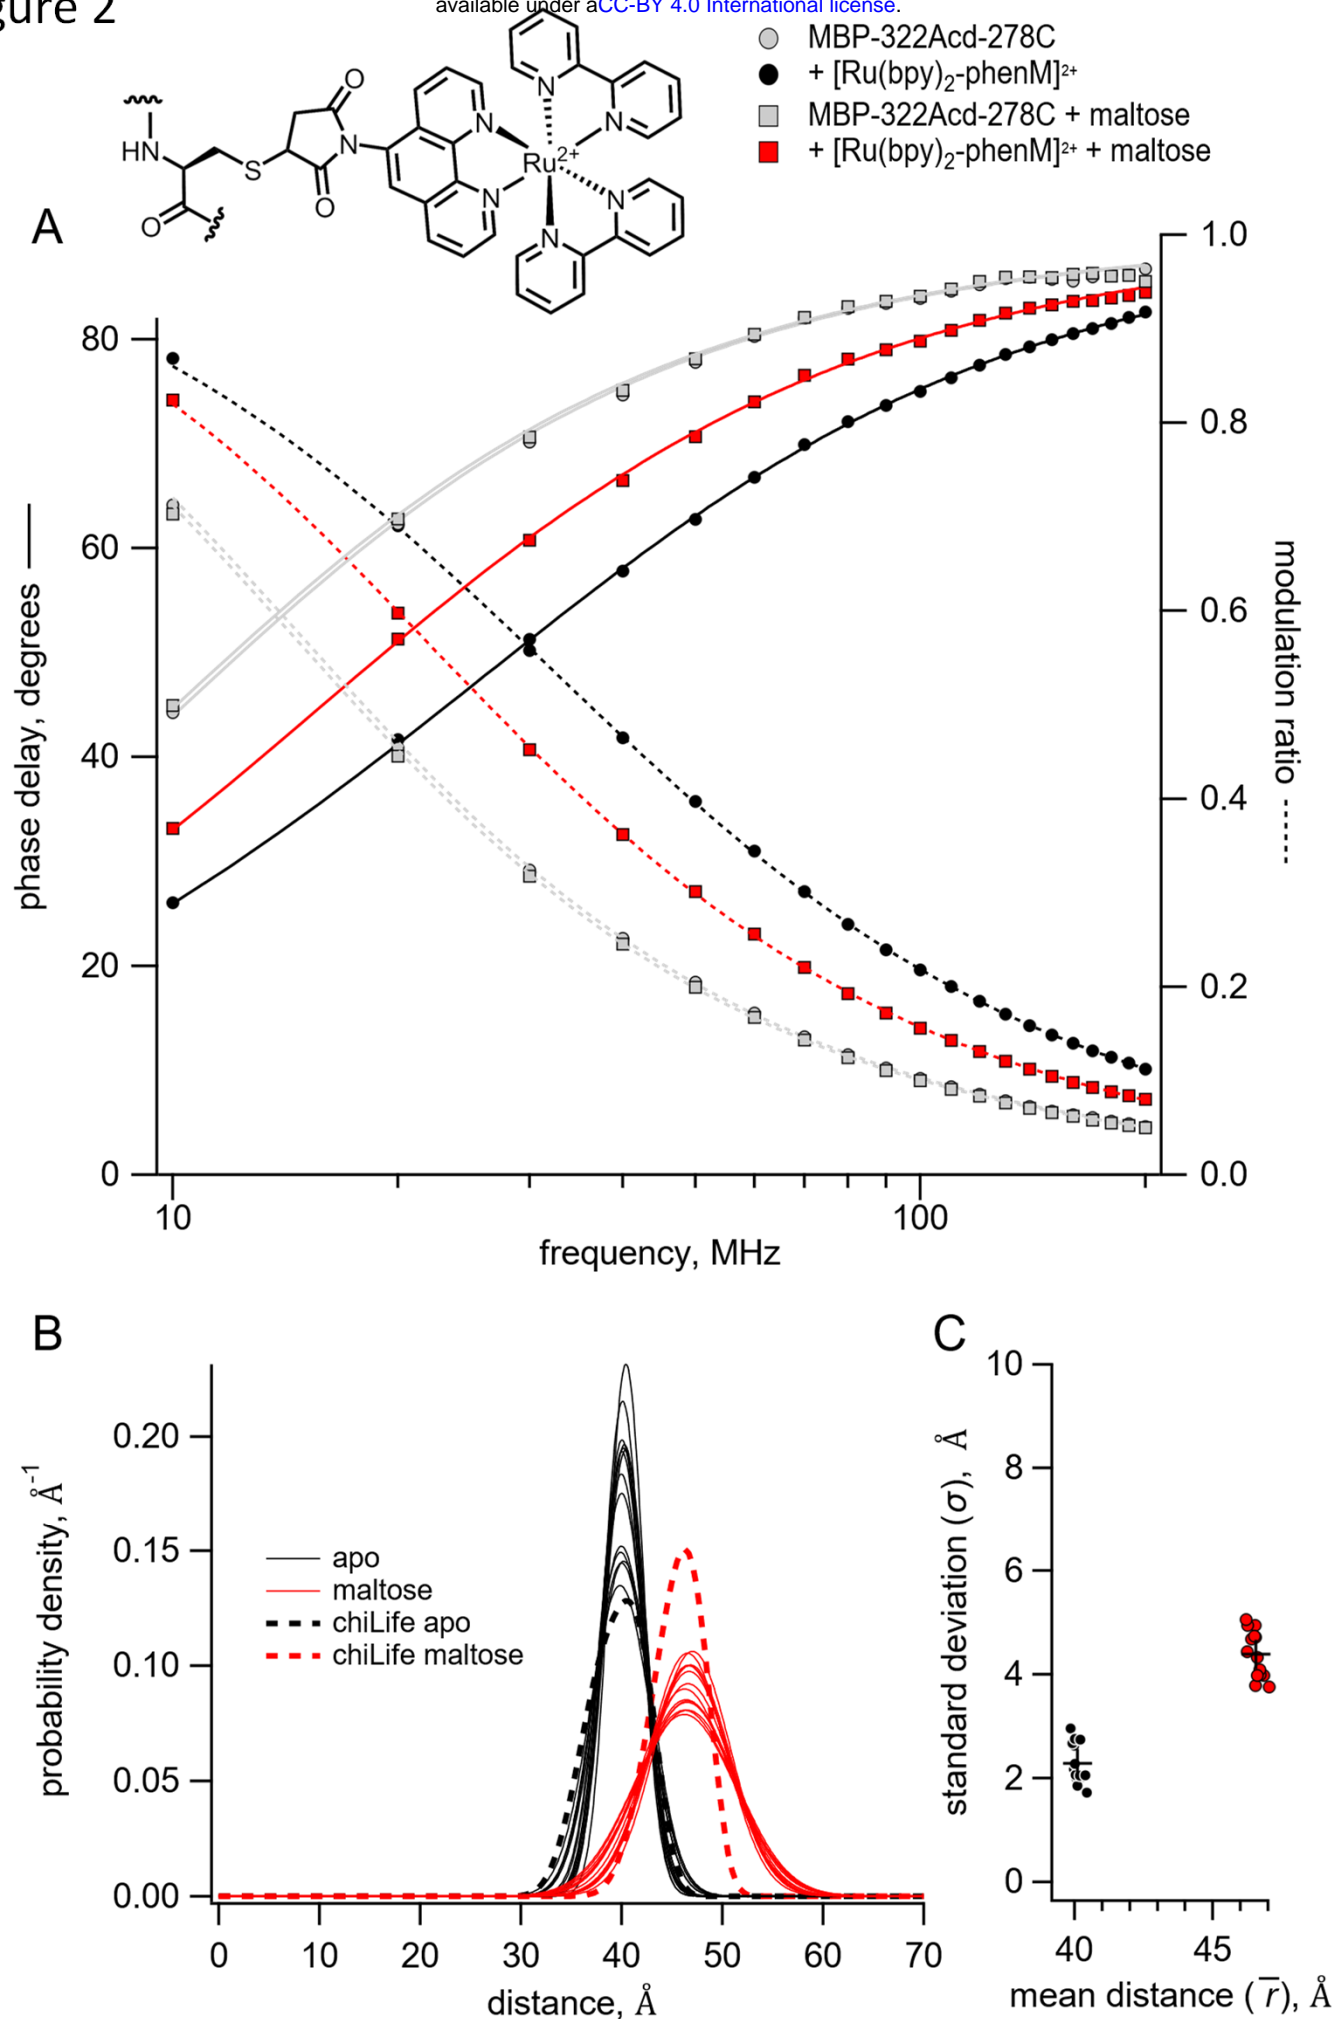 gure 2
available under aCC-BY 4.0 International license.
MBP-322Acd-278C
+ [Ru(bpy)₂-phenM]²⁺
MBP-322Acd-278C + maltose
+ [Ru(bpy)₂-phenM]²⁺ + maltose
HN
O
S
O
N
O
N
N
Ru²⁺
N
N
N
N
A
phase delay, degrees
80
60
40
20
0
1.0
0.8
0.6
0.4
0.2
0.0
modulation ratio
10
100
frequency, MHz
B
probability density, Å⁻¹
0.20
0.15
0.10
0.05
0.00
apo
maltose
chiLife apo
chiLife maltose
0 10 20 30 40 50 60 70
distance, Å
C
standard deviation (σ), Å
10
8
6
4
2
0
40 45
mean distance (r̅), Å